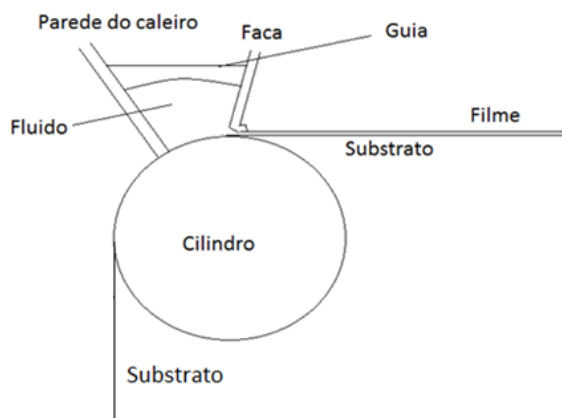 Parede do caleiro
Faca
Guia
Fluido
Filme
Substrato
Cilindro
Substrato